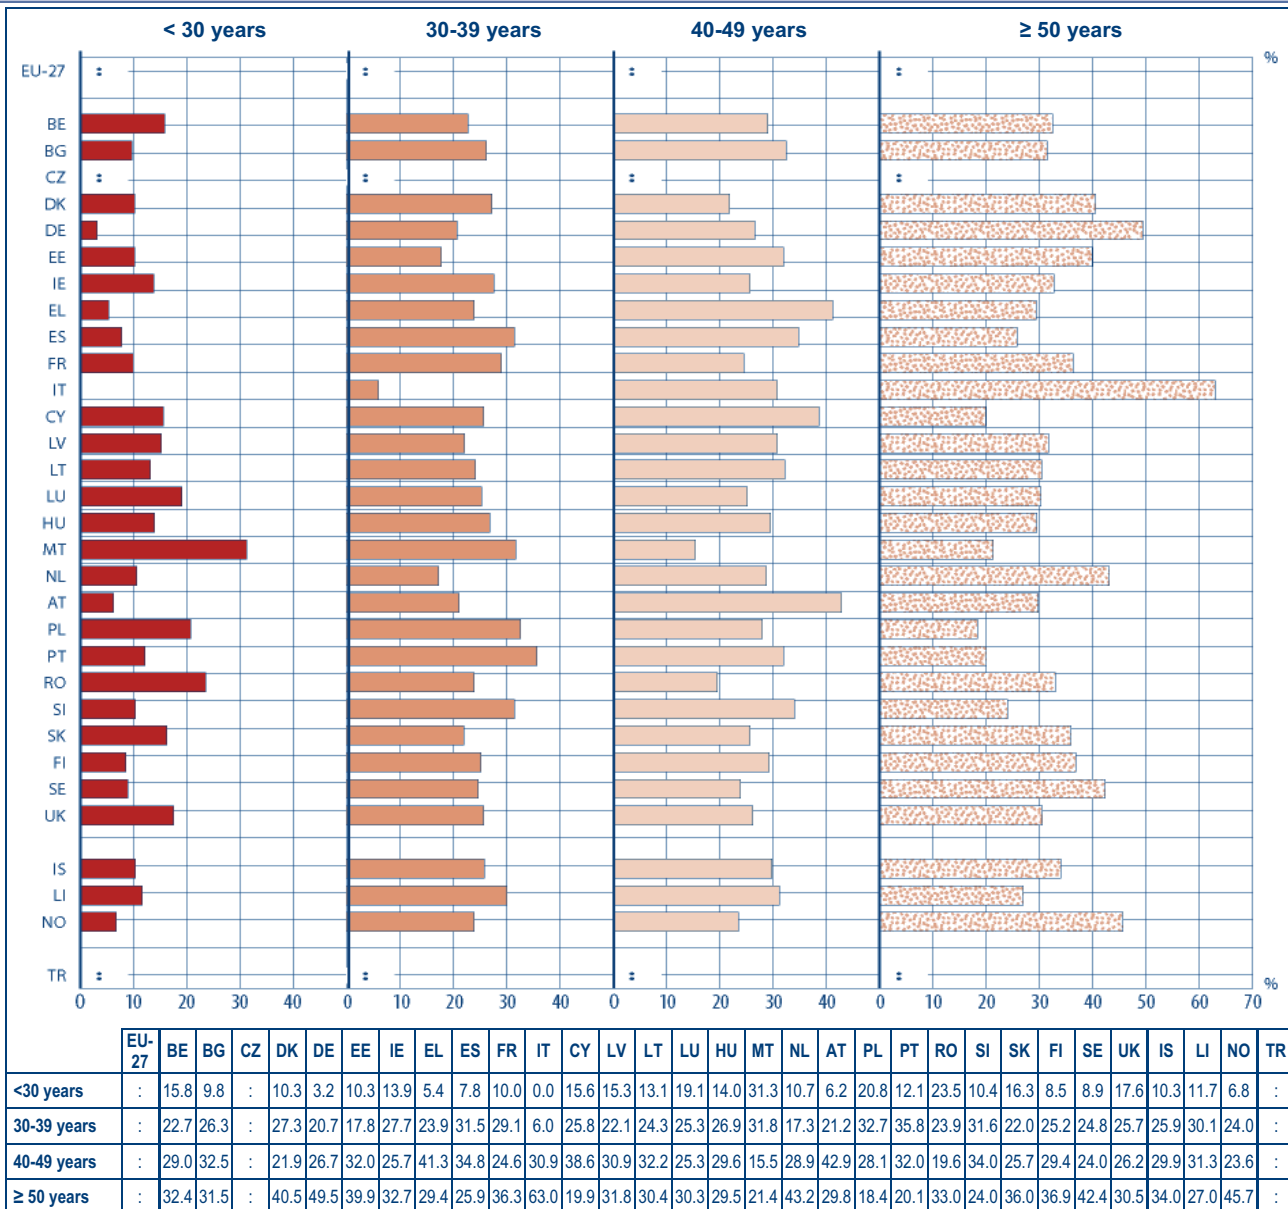 < 30 years 30-39 years 40-49 years ≥ 50 years
EU-27 : : : : %
BE
BG
CZ : : : :
DK
DE
EE
IE
EL
ES
FR
IT
CY
LV
LT
LU
HU
MT
NL
AT
PL
PT
RO
SI
SK
FI
SE
UK
IS
LI
NO
TR : : : : %
0 10 20 30 40 0 10 20 30 40 0 10 20 30 40 0 10 20 30 40 50 60 70
EU-27 BE BG CZ DK DE EE IE EL ES FR IT CY LV LT LU HU MT NL AT PL PT RO SI SK FI SE UK IS LI NO TR
<30 years : 15.8 9.8 : 10.3 3.2 10.3 13.9 5.4 7.8 10.0 0.0 15.6 15.3 13.1 19.1 14.0 31.3 10.7 6.2 20.8 12.1 23.5 10.4 16.3 8.5 8.9 17.6 10.3 11.7 6.8 :
30-39 years : 22.7 26.3 : 27.3 20.7 17.8 27.7 23.9 31.5 29.1 6.0 25.8 22.1 24.3 25.3 26.9 31.8 17.3 21.2 32.7 35.8 23.9 31.6 22.0 25.2 24.8 25.7 25.9 30.1 24.0 :
40-49 years : 29.0 32.5 : 21.9 26.7 32.0 25.7 41.3 34.8 24.6 30.9 38.6 30.9 32.2 25.3 29.6 15.5 28.9 42.9 28.1 32.0 19.6 34.0 25.7 29.4 24.0 26.2 29.9 31.3 23.6 :
≥ 50 years : 32.4 31.5 : 40.5 49.5 39.9 32.7 29.4 25.9 36.3 63.0 19.9 31.8 30.4 30.3 29.5 21.4 43.2 29.8 18.4 20.1 33.0 24.0 36.0 36.9 42.4 30.5 34.0 27.0 45.7 :